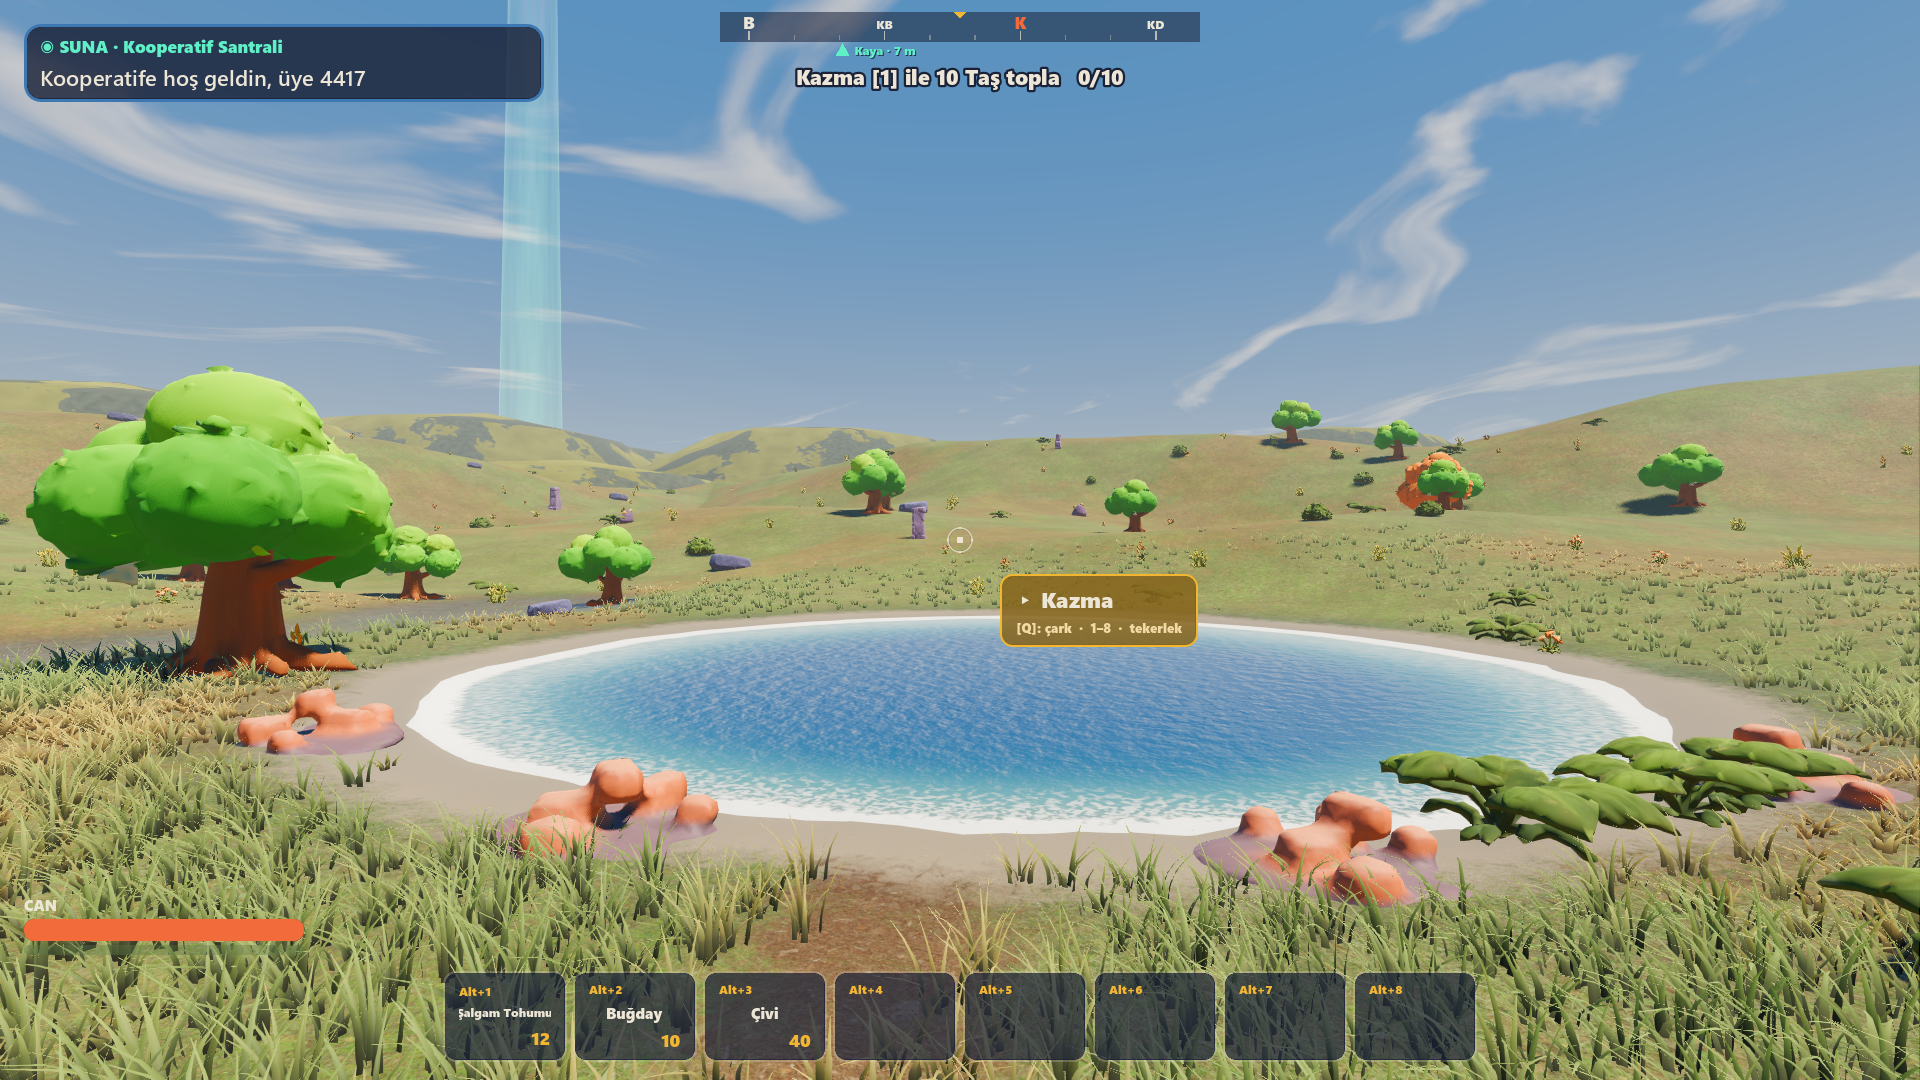 ◉ SUNA · Kooperatif Santrali
Kooperatife hoş geldin, üye 4417
B KB K KD
Kaya · 7 m
Kazma [1] ile 10 Taş topla 0/10
▸ Kazma
[Q]: çark · 1–8 · tekerlek
CAN
Alt+1 Alt+2 Alt+3 Alt+4 Alt+5 Alt+6 Alt+7 Alt+8
Şalgam Tohumu Buğday Çivi
12 10 40